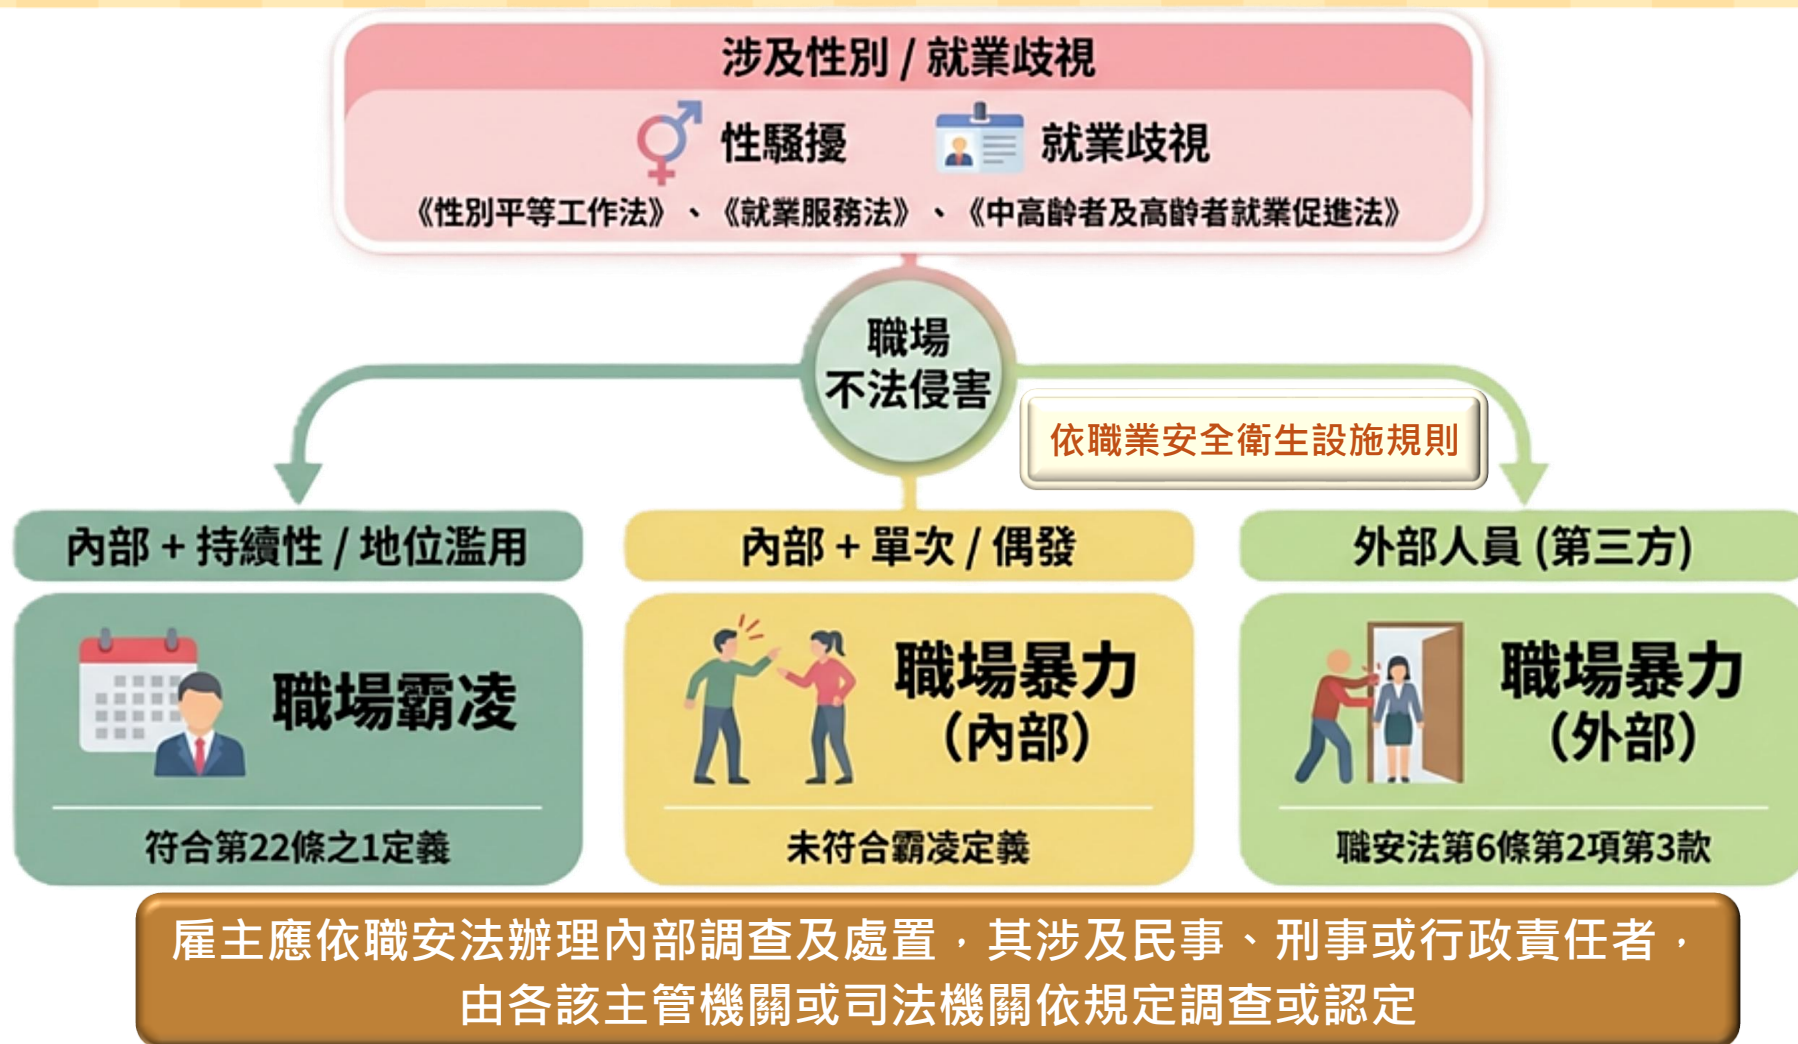 涉及性別 / 就業歧視
性騷擾
就業歧視
《性別平等工作法》、《就業服務法》、《中高齡者及高齡者就業促進法》
職場
不法侵害
依職業安全衛生設施規則
內部 + 持續性 / 地位濫用
職場霸凌
符合第22條之1定義
內部 + 單次 / 偶發
職場暴力
（內部）
未符合霸凌定義
外部人員 (第三方)
職場暴力
（外部）
職安法第6條第2項第3款
雇主應依職安法辦理內部調查及處置，其涉及民事、刑事或行政責任者，
由各該主管機關或司法機關依規定調查或認定